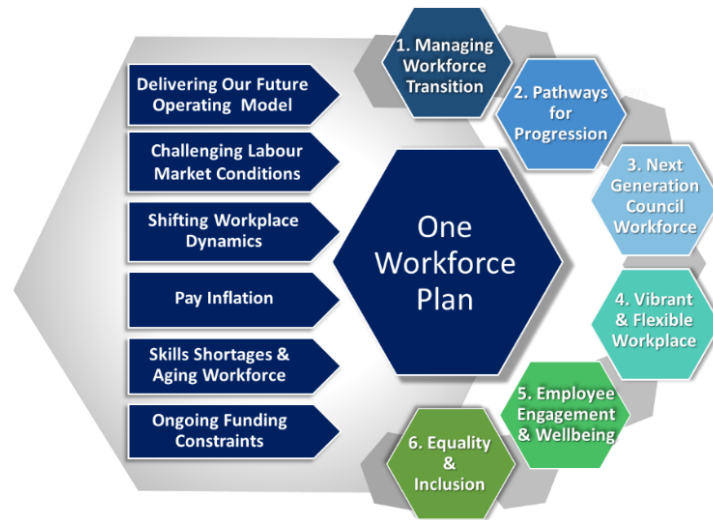 Delivering Our Future
Operating Model
Challenging Labour
Market Conditions
Shifting Workplace
Dynamics
Pay Inflation
Skills Shortages &
Aging Workforce
Ongoing Funding
Constraints
One
Workforce
Plan
1. Managing
Workforce
Transition
2. Pathways
for
Progression
3. Next
Generation
Council
Workforce
4. Vibrant
& Flexible
Workplace
5. Employee
Engagement
& Wellbeing
6. Equality
&
Inclusion